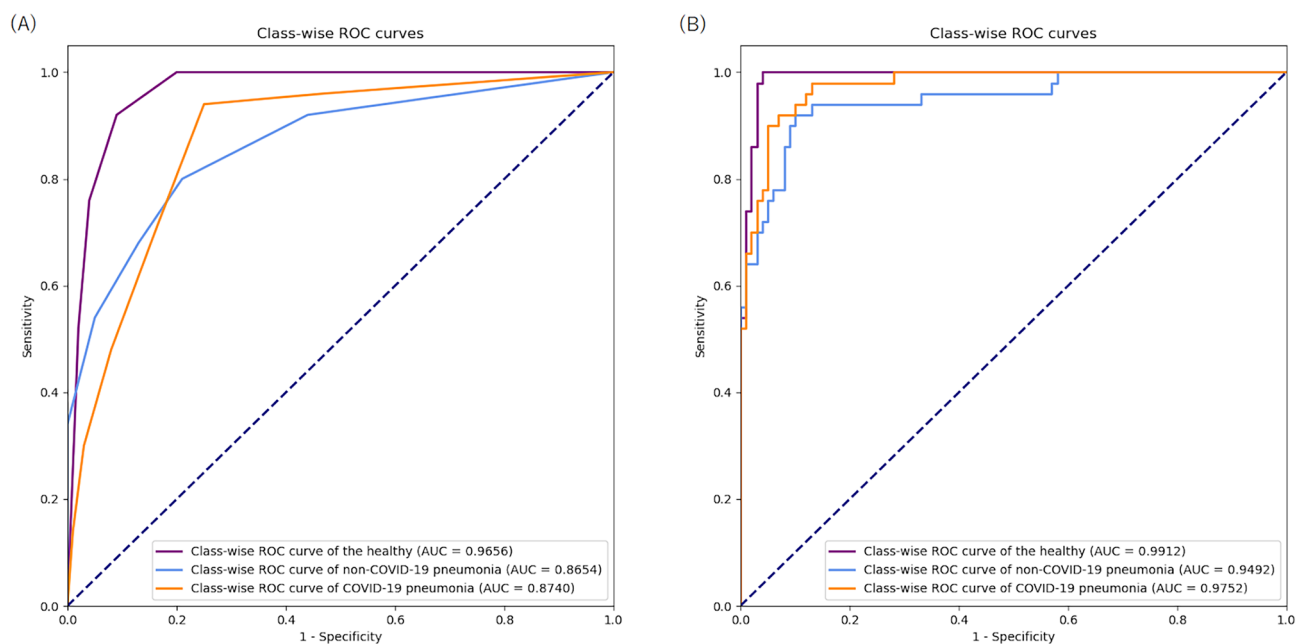 (A)
Class-wise ROC curves
1.0
0.8
0.6
0.4
0.2
0.0
Sensitivity
Class-wise ROC curve of the healthy (AUC = 0.9656)
Class-wise ROC curve of non-COVID-19 pneumonia (AUC = 0.8654)
Class-wise ROC curve of COVID-19 pneumonia (AUC = 0.8740)
0.0 0.2 0.4 0.6 0.8 1.0
1 - Specificity
(B)
Class-wise ROC curves
1.0
0.8
0.6
0.4
0.2
0.0
Sensitivity
Class-wise ROC curve of the healthy (AUC = 0.9912)
Class-wise ROC curve of non-COVID-19 pneumonia (AUC = 0.9492)
Class-wise ROC curve of COVID-19 pneumonia (AUC = 0.9752)
0.0 0.2 0.4 0.6 0.8 1.0
1 - Specificity